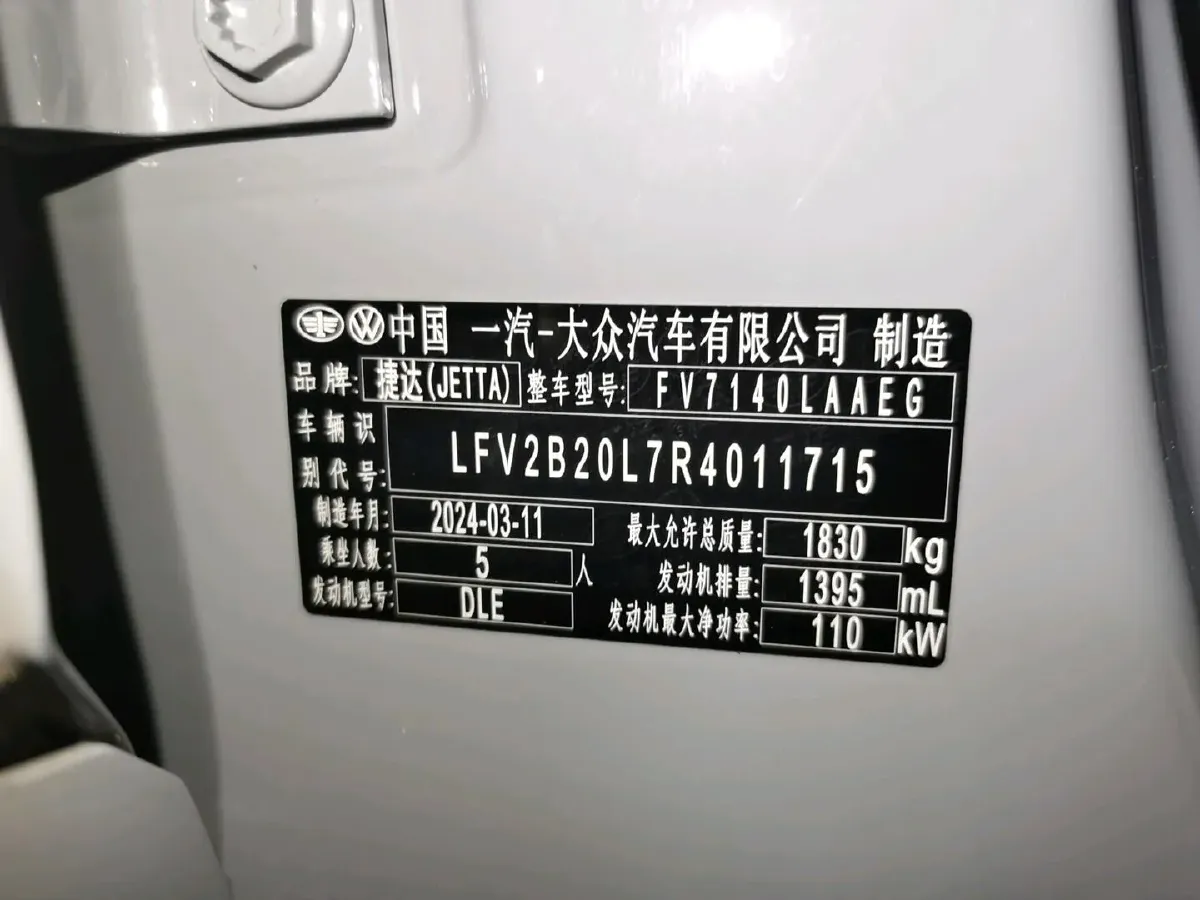 中国 一汽-大众汽车有限公司 制造
品牌: 捷达(JETTA) 整车型号: FV7140LAAEG
车辆识别代号: LFV2B20L7R4011715
制造年月: 2024-03-11 最大允许总质量: 1830 kg
乘坐人数: 5 人 发动机排量: 1395 mL
发动机型号: DLE 发动机最大净功率: 110 kW